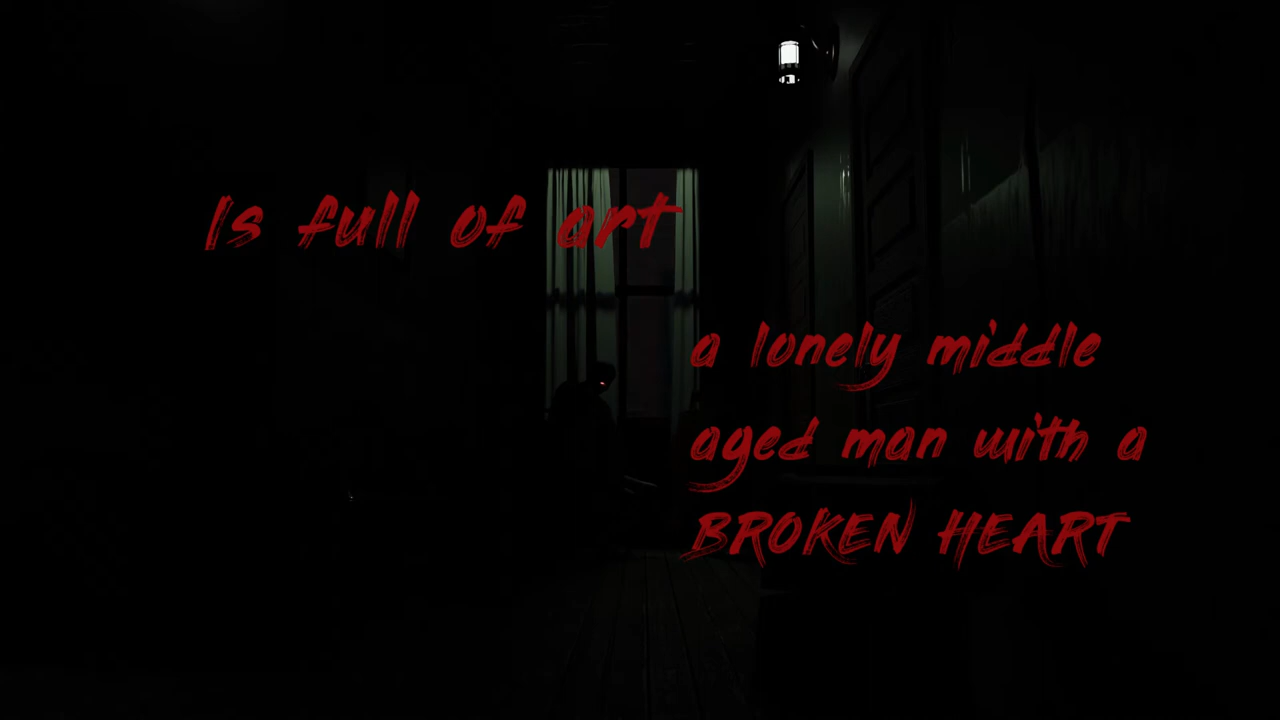 Is full of art
a lonely middle
aged man with a
BROKEN HEART